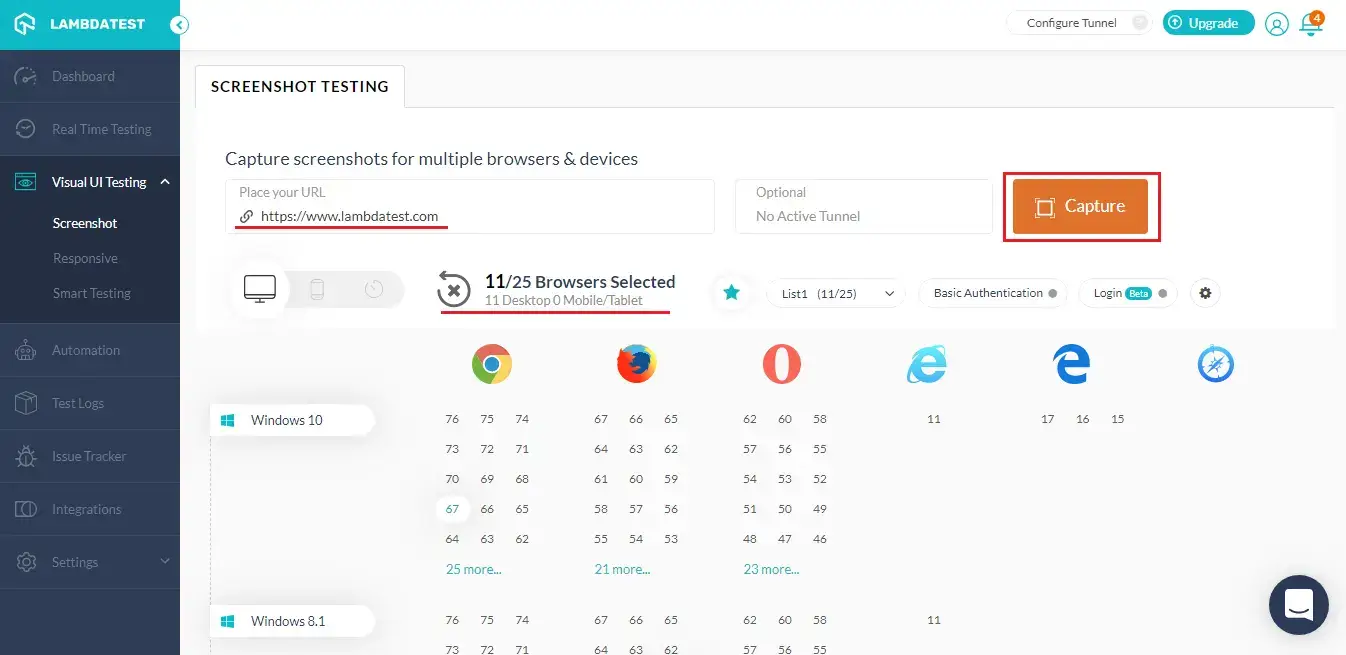 LAMBDATEST
Configure Tunnel
Upgrade
4
Dashboard
Real Time Testing
Visual UI Testing
Screenshot
Responsive
Smart Testing
Automation
Test Logs
Issue Tracker
Integrations
Settings
SCREENSHOT TESTING
Capture screenshots for multiple browsers & devices
Place your URL
https://www.lambdatest.com
Optional
No Active Tunnel
Capture
11/25 Browsers Selected
11 Desktop 0 Mobile/Tablet
List1 (11/25)
Basic Authentication
Login Beta
Windows 10
76 75 74 67 66 65 62 60 58 11 17 16 15
73 72 71 64 63 62 57 56 55
70 69 68 61 60 59 54 53 52
67 66 65 58 57 56 51 50 49
64 63 62 55 54 53 48 47 46
25 more... 21 more... 23 more...
Windows 8.1
76 75 74 67 66 65 62 60 58 11
73 72 71 64 63 62 57 56 55